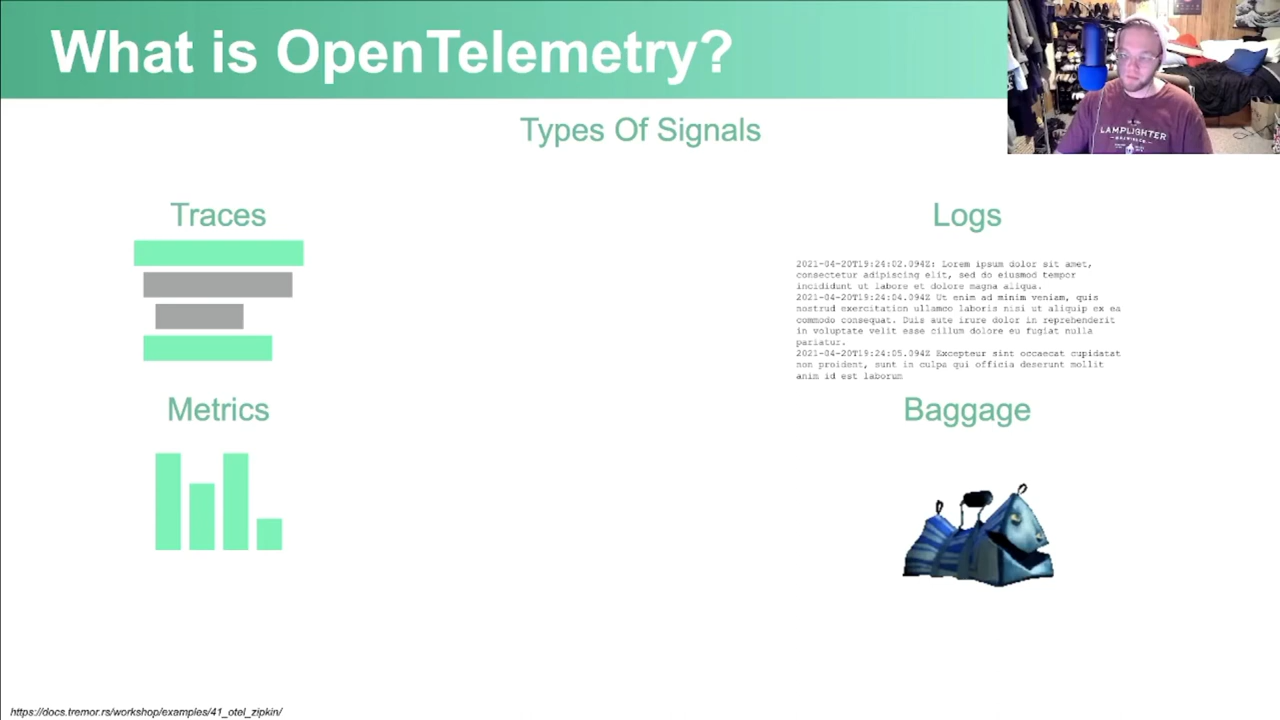 What is OpenTelemetry?
LAMPLIGHTER
Types Of Signals
Traces
Logs
2021-04-20T19:24:02.094Z: Lorem ipsum dolor sit amet,
consectetur adipiscing elit, sed do eiusmod tempor
incididunt ut labore et dolore magna aliqua.
2021-04-20T19:24:04.094Z Ut enim ad minim veniam, quis
nostrud exercitation ullamco laboris nisi ut aliquip ex ea
commodo consequat. Duis aute irure dolor in reprehenderit
in voluptate velit esse cillum dolore eu fugiat nulla
pariatur.
2021-04-20T19:24:05.094Z Excepteur sint occaecat cupidatat
non proident, sunt in culpa qui officia deserunt mollit
anim id est laborum
Metrics
Baggage
https://docs.tremor.rs/workshop/examples/41_otel_zipkin/